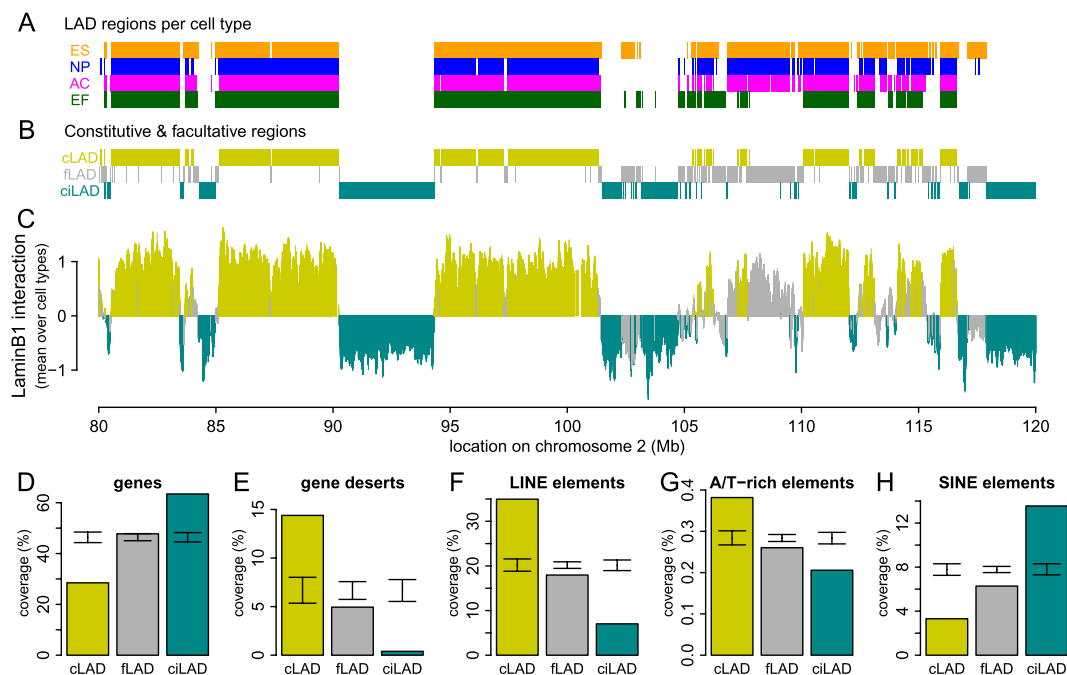 A LAD regions per cell type
ES
NP
AC
EF
B Constitutive & facultative regions
cLAD
fLAD
ciLAD
C
LaminB1 interaction
(mean over cell types)
1
0
−1
80 85 90 95 100 105 110 115 120
location on chromosome 2 (Mb)
D genes
coverage (%)
60
40
20
0
cLAD fLAD ciLAD
E gene deserts
coverage (%)
15
10
5
0
cLAD fLAD ciLAD
F LINE elements
coverage (%)
30
20
10
0
cLAD fLAD ciLAD
G A/T−rich elements
coverage (%)
0.4
0.3
0.2
0.1
0.0
cLAD fLAD ciLAD
H SINE elements
coverage (%)
12
8
4
0
cLAD fLAD ciLAD